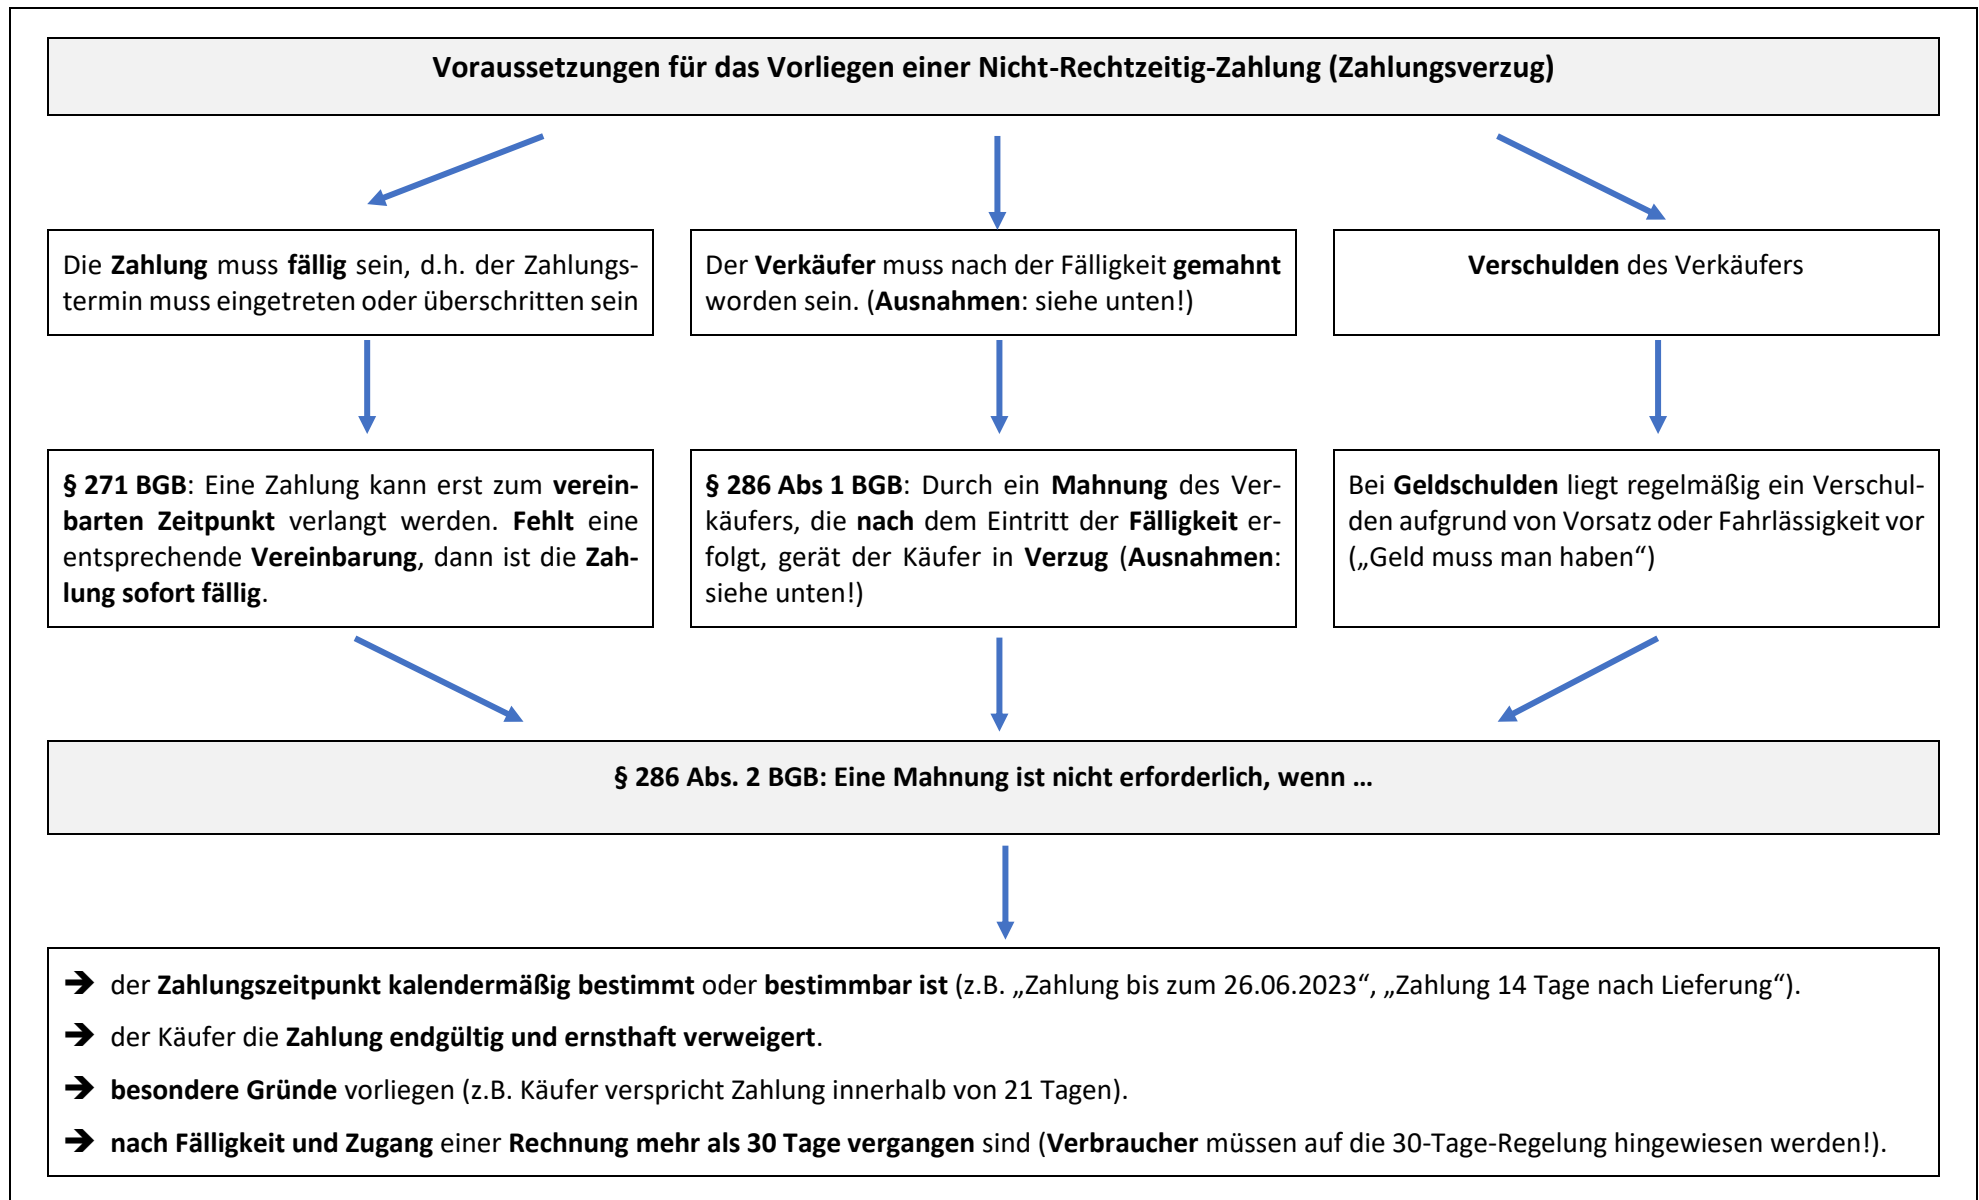 Voraussetzungen für das Vorliegen einer Nicht-Rechtzeitig-Zahlung (Zahlungsverzug)
Die Zahlung muss fällig sein, d.h. der Zahlungs-
termin muss eingetreten oder überschritten sein
Der Verkäufer muss nach der Fälligkeit gemahnt
worden sein. (Ausnahmen: siehe unten!)
Verschulden des Verkäufers
§ 271 BGB: Eine Zahlung kann erst zum verein-
barten Zeitpunkt verlangt werden. Fehlt eine
entsprechende Vereinbarung, dann ist die Zah-
lung sofort fällig.
§ 286 Abs 1 BGB: Durch ein Mahnung des Ver-
käufers, die nach dem Eintritt der Fälligkeit er-
folgt, gerät der Käufer in Verzug (Ausnahmen:
siehe unten!)
Bei Geldschulden liegt regelmäßig ein Verschul-
den aufgrund von Vorsatz oder Fahrlässigkeit vor
(„Geld muss man haben“)
§ 286 Abs. 2 BGB: Eine Mahnung ist nicht erforderlich, wenn …
➔ der Zahlungszeitpunkt kalendermäßig bestimmt oder bestimmbar ist (z.B. „Zahlung bis zum 26.06.2023“, „Zahlung 14 Tage nach Lieferung“).
➔ der Käufer die Zahlung endgültig und ernsthaft verweigert.
➔ besondere Gründe vorliegen (z.B. Käufer verspricht Zahlung innerhalb von 21 Tagen).
➔ nach Fälligkeit und Zugang einer Rechnung mehr als 30 Tage vergangen sind (Verbraucher müssen auf die 30-Tage-Regelung hingewiesen werden!).